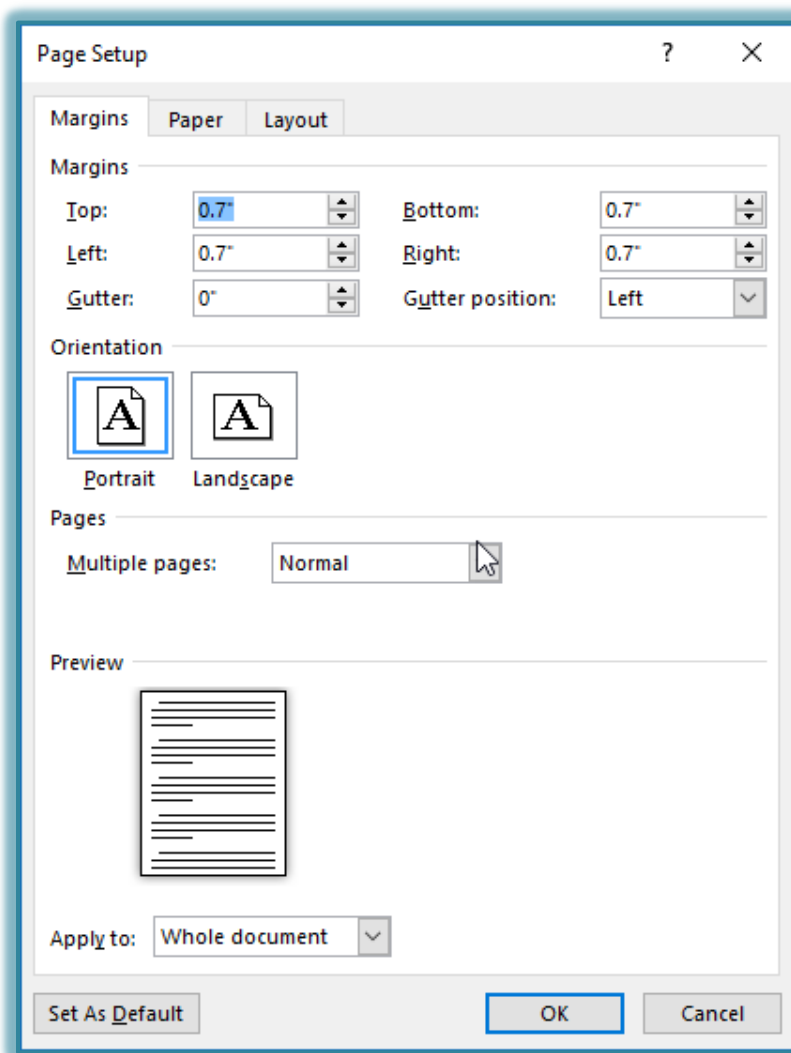 Page Setup ?
Margins Paper Layout
Margins
Top: 0.7" Bottom: 0.7"
Left: 0.7" Right: 0.7"
Gutter: 0" Gutter position: Left
Orientation
A A
Portrait Landscape
Pages
Multiple pages: Normal
Preview
Apply to: Whole document
Set As Default OK Cancel